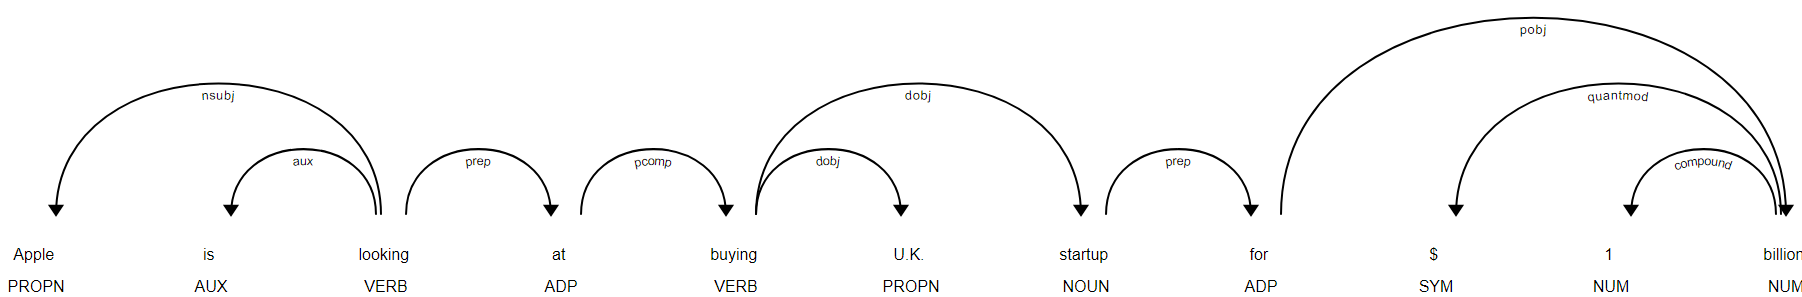 pobj
nsubj dobj quantmod
aux prep pcomp dobj prep compound
Apple is looking at buying U.K. startup for $ 1 billion
PROPN AUX VERB ADP VERB PROPN NOUN ADP SYM NUM NUM